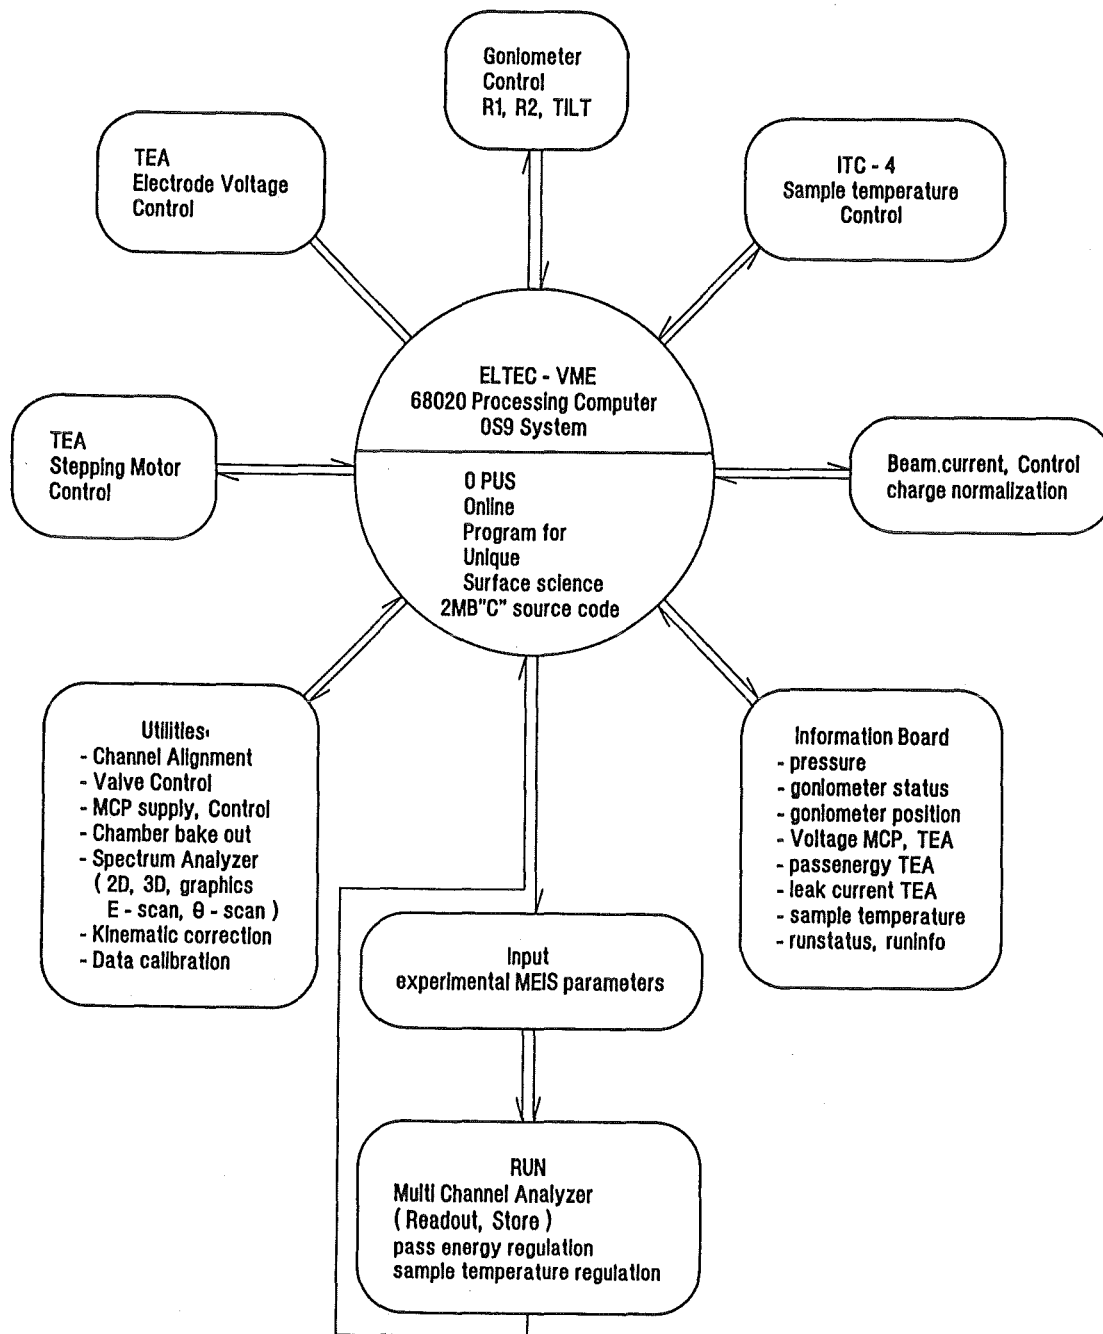 Goniometer
Control
R1, R2, TILT
TEA
Electrode Voltage
Control
ITC - 4
Sample temperature
Control
ELTEC - VME
68020 Processing Computer
OS9 System
O PUS
Online
Program for
Unique
Surface science
2MB"C" source code
TEA
Stepping Motor
Control
Beam.current, Control
charge normalization
Utilities:
- Channel Alignment
- Valve Control
- MCP supply, Control
- Chamber bake out
- Spectrum Analyzer
( 2D, 3D, graphics
E - scan, θ - scan )
- Kinematic correction
- Data calibration
Information Board
- pressure
- goniometer status
- goniometer position
- Voltage MCP, TEA
- passenergy TEA
- leak current TEA
- sample temperature
- runstatus, runinfo
Input
experimental MEIS parameters
RUN
Multi Channel Analyzer
( Readout, Store )
pass energy regulation
sample temperature regulation